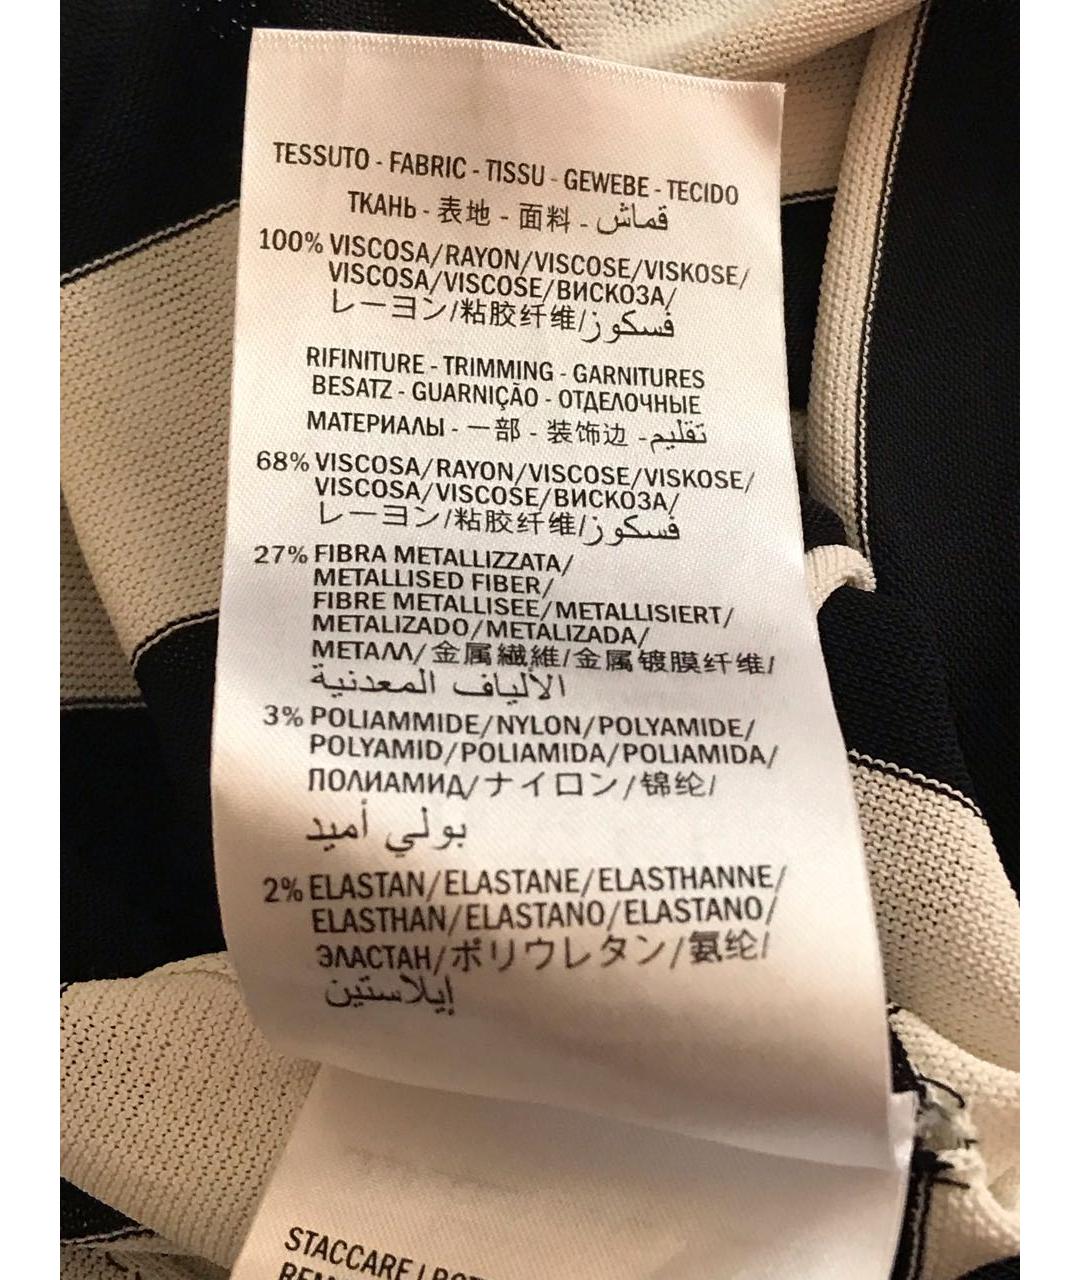 TESSUTO - FABRIC - TISSU - GEWEBE - TECIDO
ТКАНЬ - 表地 - 面料 - قماش
100% VISCOSA/RAYON/VISCOSE/VISKOSE/
VISCOSA/VISCOSE/ВИСКОЗА/
レーヨン/粘胶纤维/فسكوز
RIFINITURE - TRIMMING - GARNITURES
BESATZ - GUARNIÇÃO - ОТДЕЛОЧНЫЕ
МАТЕРИАЛЫ - 一部 - 装饰边 - تقليم
68% VISCOSA/RAYON/VISCOSE/VISKOSE/
VISCOSA/VISCOSE/ВИСКОЗА/
レーヨン/粘胶纤维/فسكوز
27% FIBRA METALLIZZATA/
METALLISED FIBER/
FIBRE METALLISEE/METALLISIERT/
METALIZADO/METALIZADA/
МЕТАЛЛ/金属繊維/金属镀膜纤维/
الألياف المعدنية
3% POLIAMMIDE/NYLON/POLYAMIDE/
POLYAMID/POLIAMIDA/POLIAMIDA/
ПОЛИАМИД/ナイロン/锦纶/
بولي أميد
2% ELASTAN/ELASTANE/ELASTHANNE/
ELASTHAN/ELASTANO/ELASTANO/
ЭЛАСТАН/ポリウレタン/氨纶/
إيلاستين
STACCARE